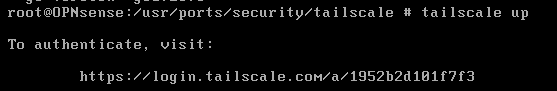 root@OPNsense:/usr/ports/security/tailscale # tailscale up
To authenticate, visit:
https://login.tailscale.com/a/1952b2d101f7f3